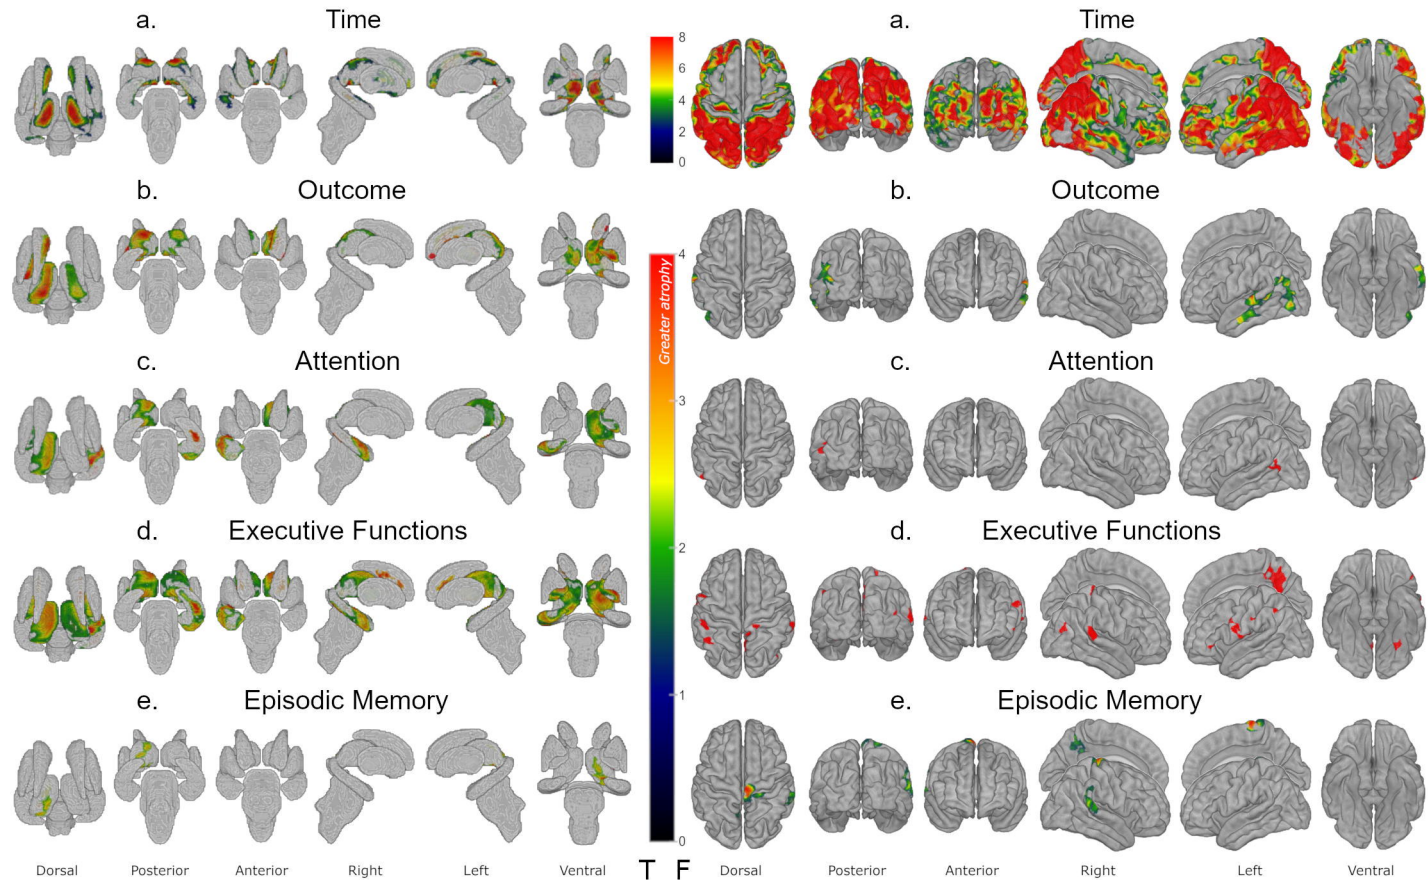 a. Time
a. Time
8
6
4
2
0
b. Outcome
b. Outcome
4
Greater atrophy
c. Attention
c. Attention
3
d. Executive Functions
d. Executive Functions
2
e. Episodic Memory
e. Episodic Memory
1
0
Dorsal Posterior Anterior Right Left Ventral T F Dorsal Posterior Anterior Right Left Ventral